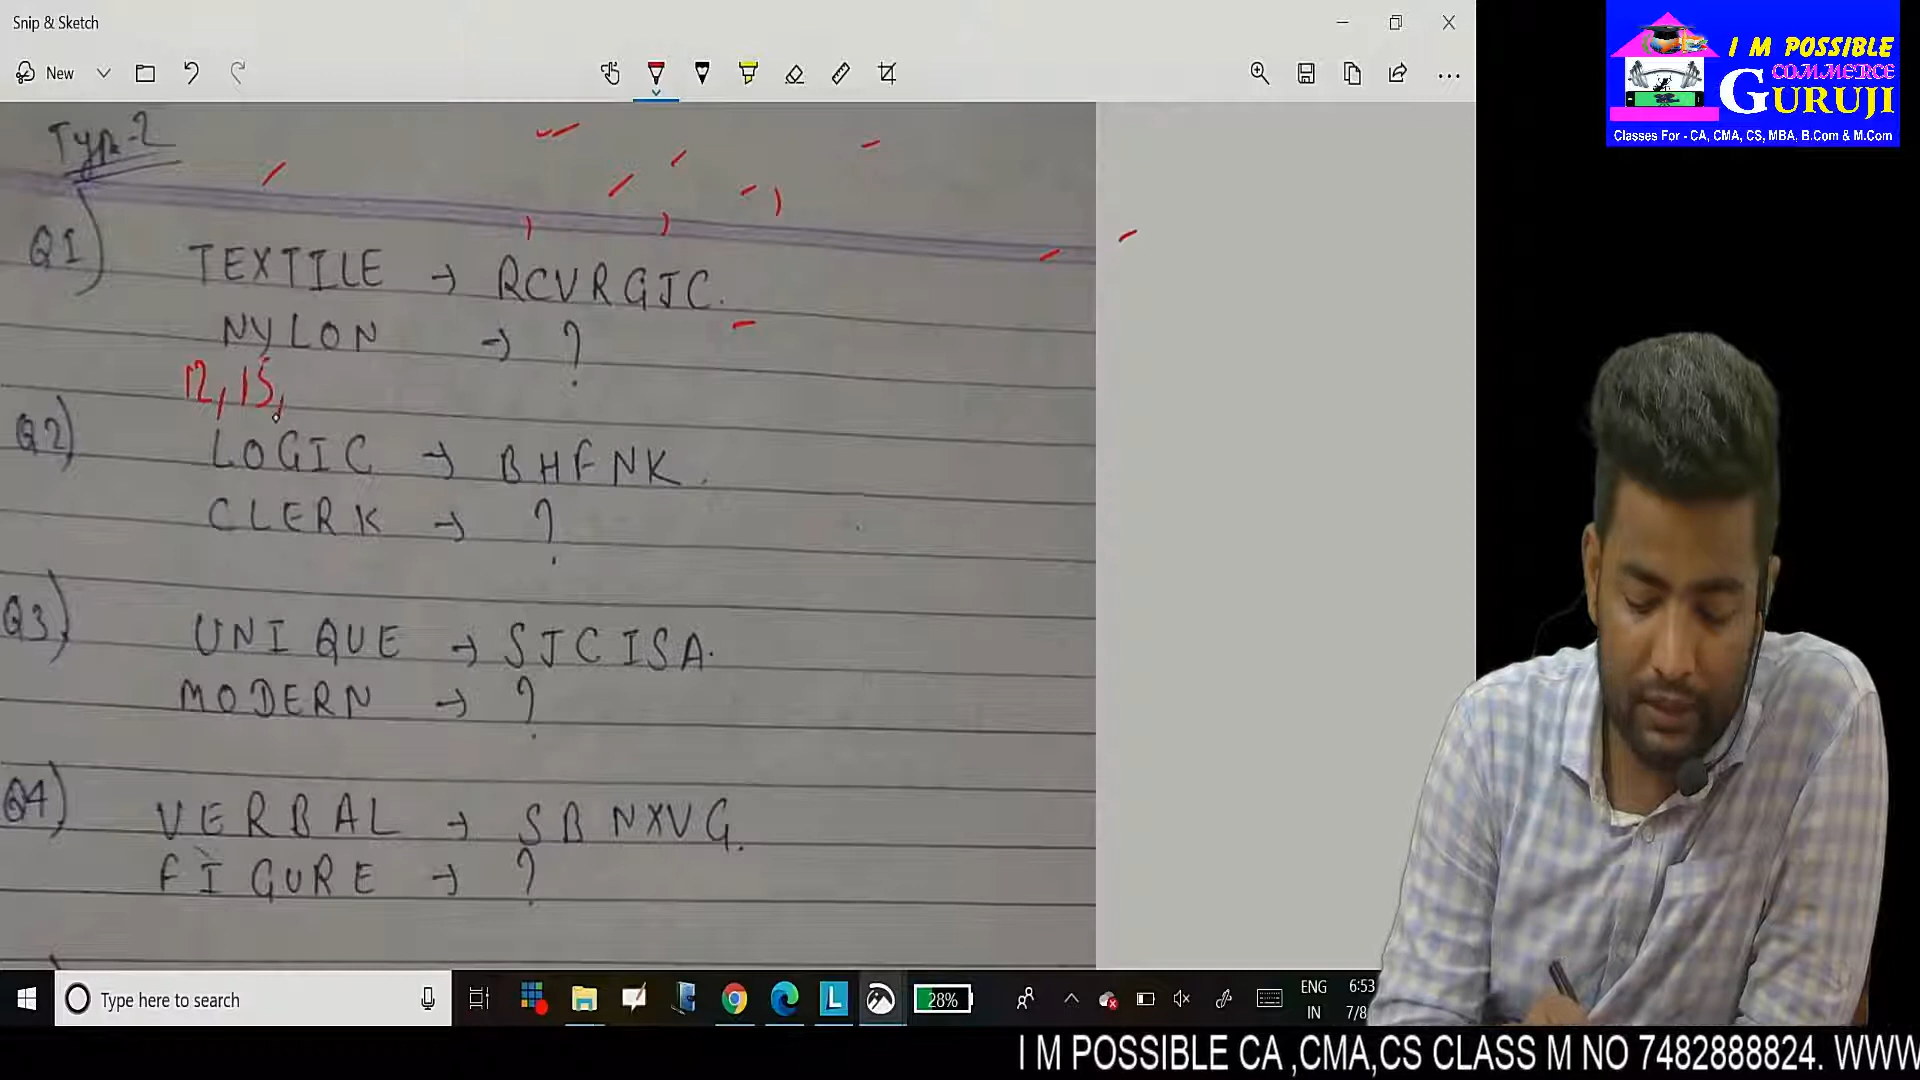 Snip & Sketch
New
I M POSSIBLE
COMMERCE
GURUJI
Classes For - CA, CMA, CS, MBA, B.Com & M.Com
Type-2
Q1) TEXTILE → RCVRGJC.
NYLON → ?
12, 15,
Q2) LOGIC → BHFNK.
CLERK → ?
Q3) UNIQUE → SJCISA.
MODERN → ?
Q4) VERBAL → SBNXVG.
FIGURE → ?
Type here to search
L
28%
ENG
IN
6:53
7/8
I M POSSIBLE CA ,CMA,CS CLASS M NO 7482888824. WWW